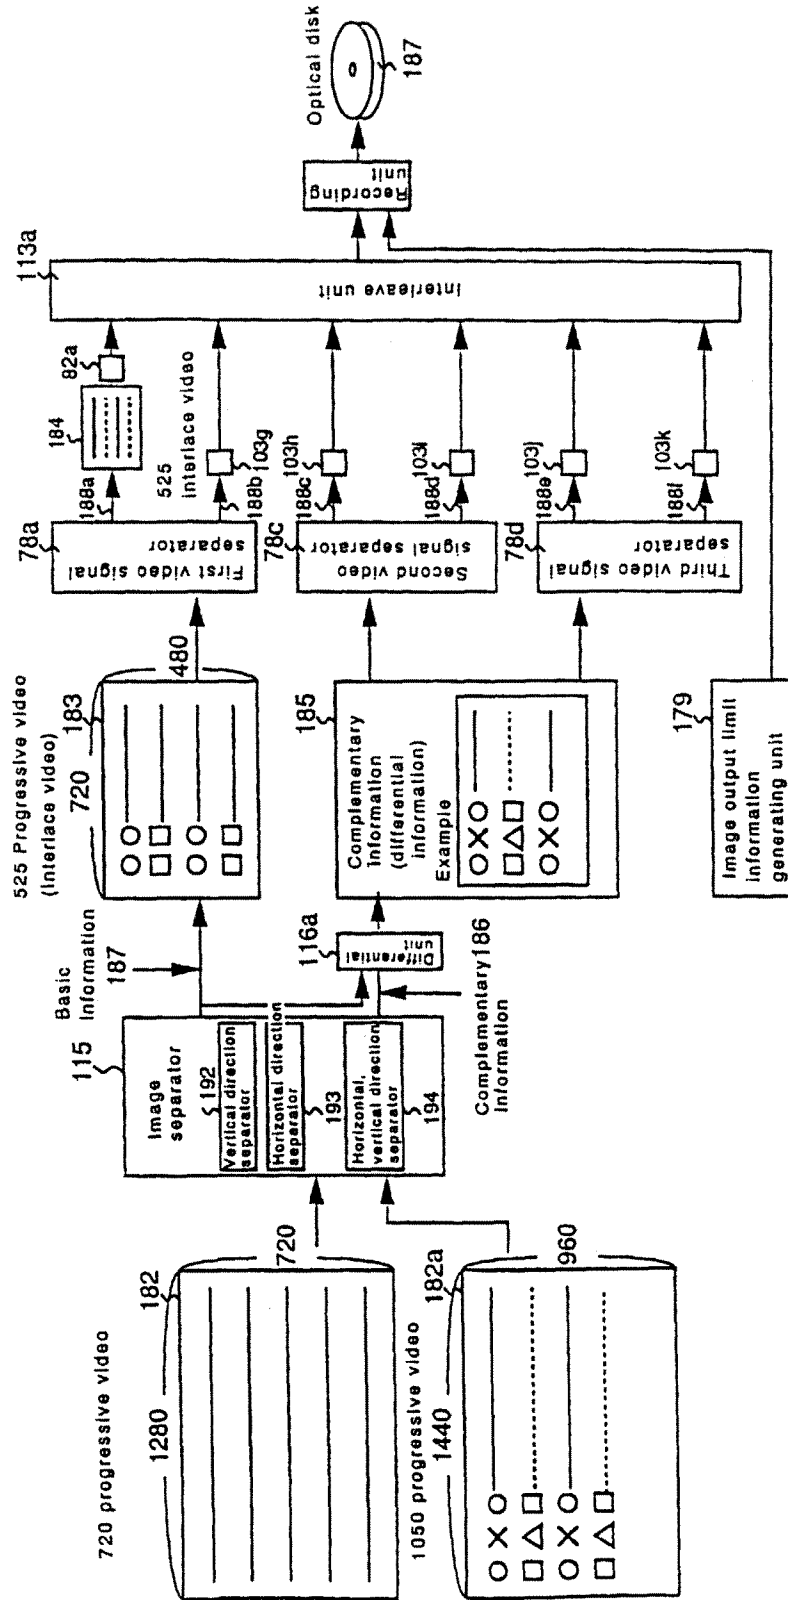 720 progressive video
1280
182
720
1050 progressive video
1440
182a
960
115
Image
separator
192
Vertical direction
separator
Horizontal direction
separator
193
Horizontal,
vertical direction
separator
194
Basic
Information
187
Complementary186
Information
116a
Differential
unit
525 Progressive video
(Interlace video)
720
183
480
185
Complementary
Information
(differential
information)
Example
179
Image output limit
information
generating unit
78a
First video signal
separator
78c
Second video
signal separator
78d
Third video signal
separator
188a
184
82a
525
interlace video
188b
103g
188c
103h
188d
103i
188e
103j
188f
103k
113a
Interleave unit
Recording
unit
Optical disk
187